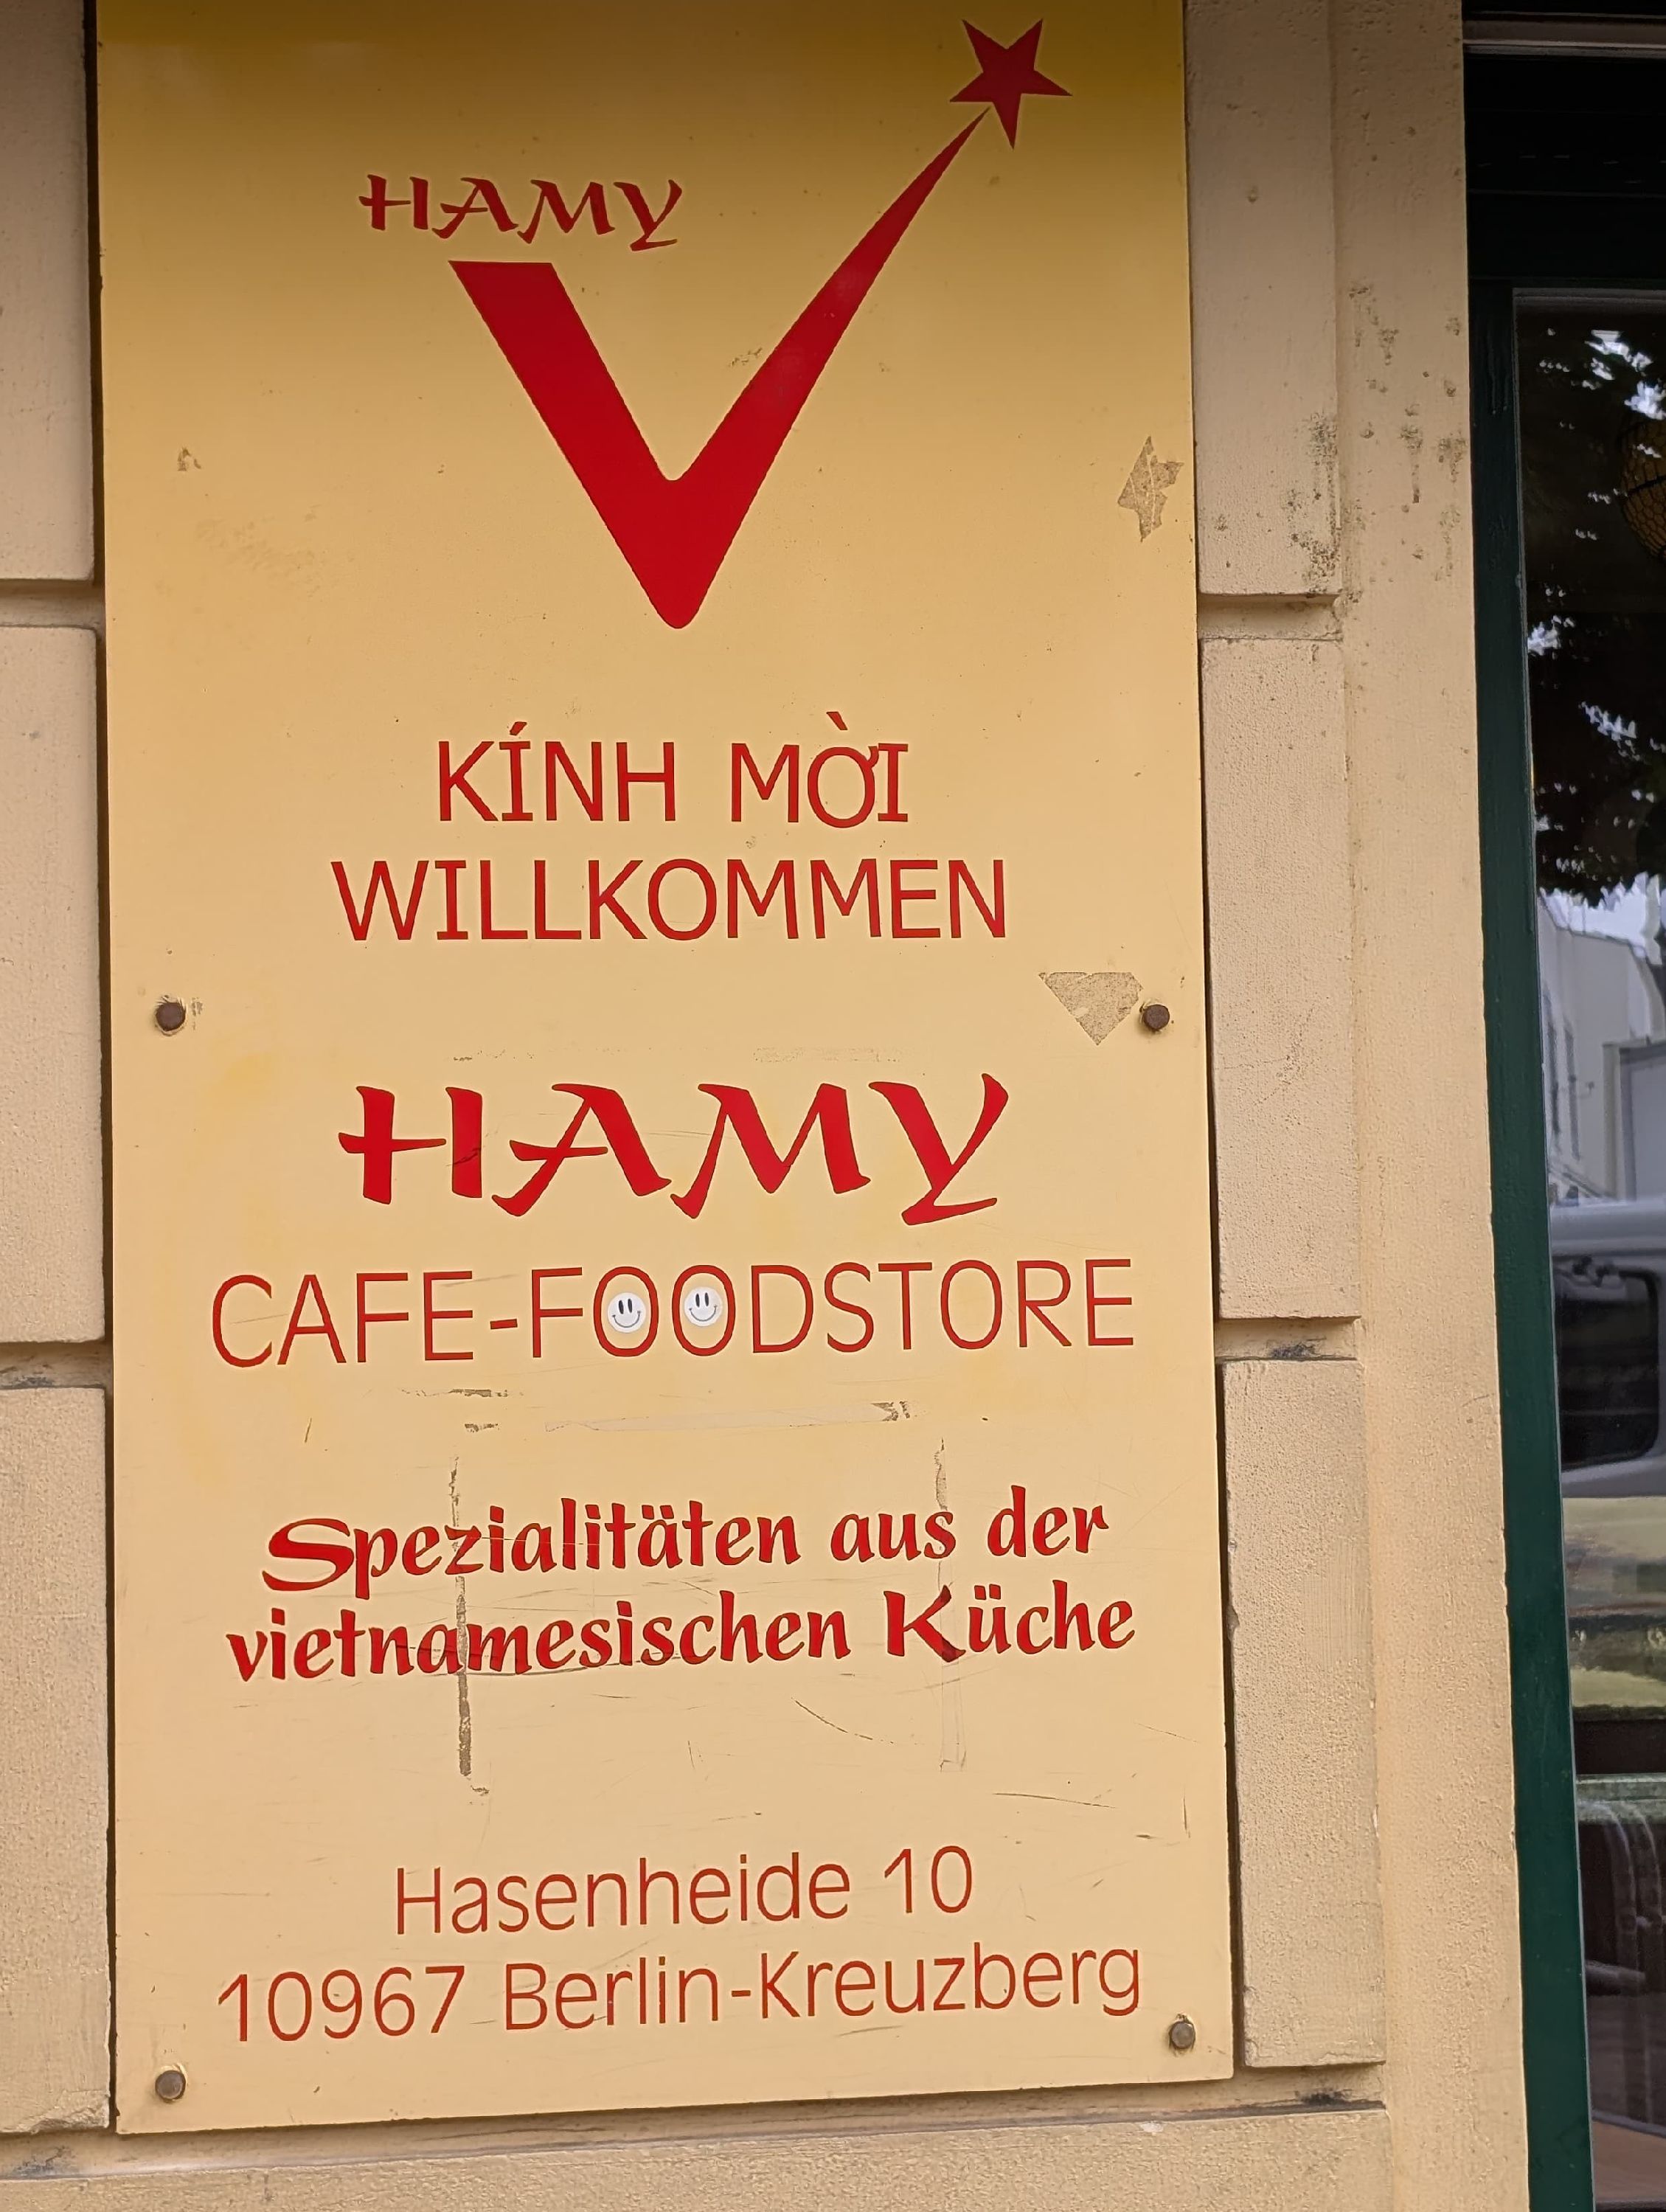 HAMY
KÍNH MỜI
WILLKOMMEN
HAMY
CAFE-FOODSTORE
Spezialitäten aus der
vietnamesischen Küche
Hasenheide 10
10967 Berlin-Kreuzberg